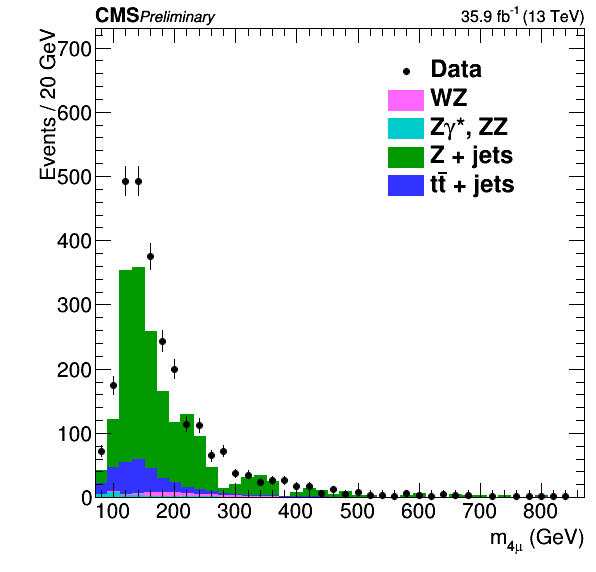 CMS Preliminary 35.9 fb⁻¹ (13 TeV)
Events / 20 GeV
700
600
500
400
300
200
100
0
Data
WZ
Zγ*, ZZ
Z + jets
tt̄ + jets
100 200 300 400 500 600 700 800
m₄μ (GeV)